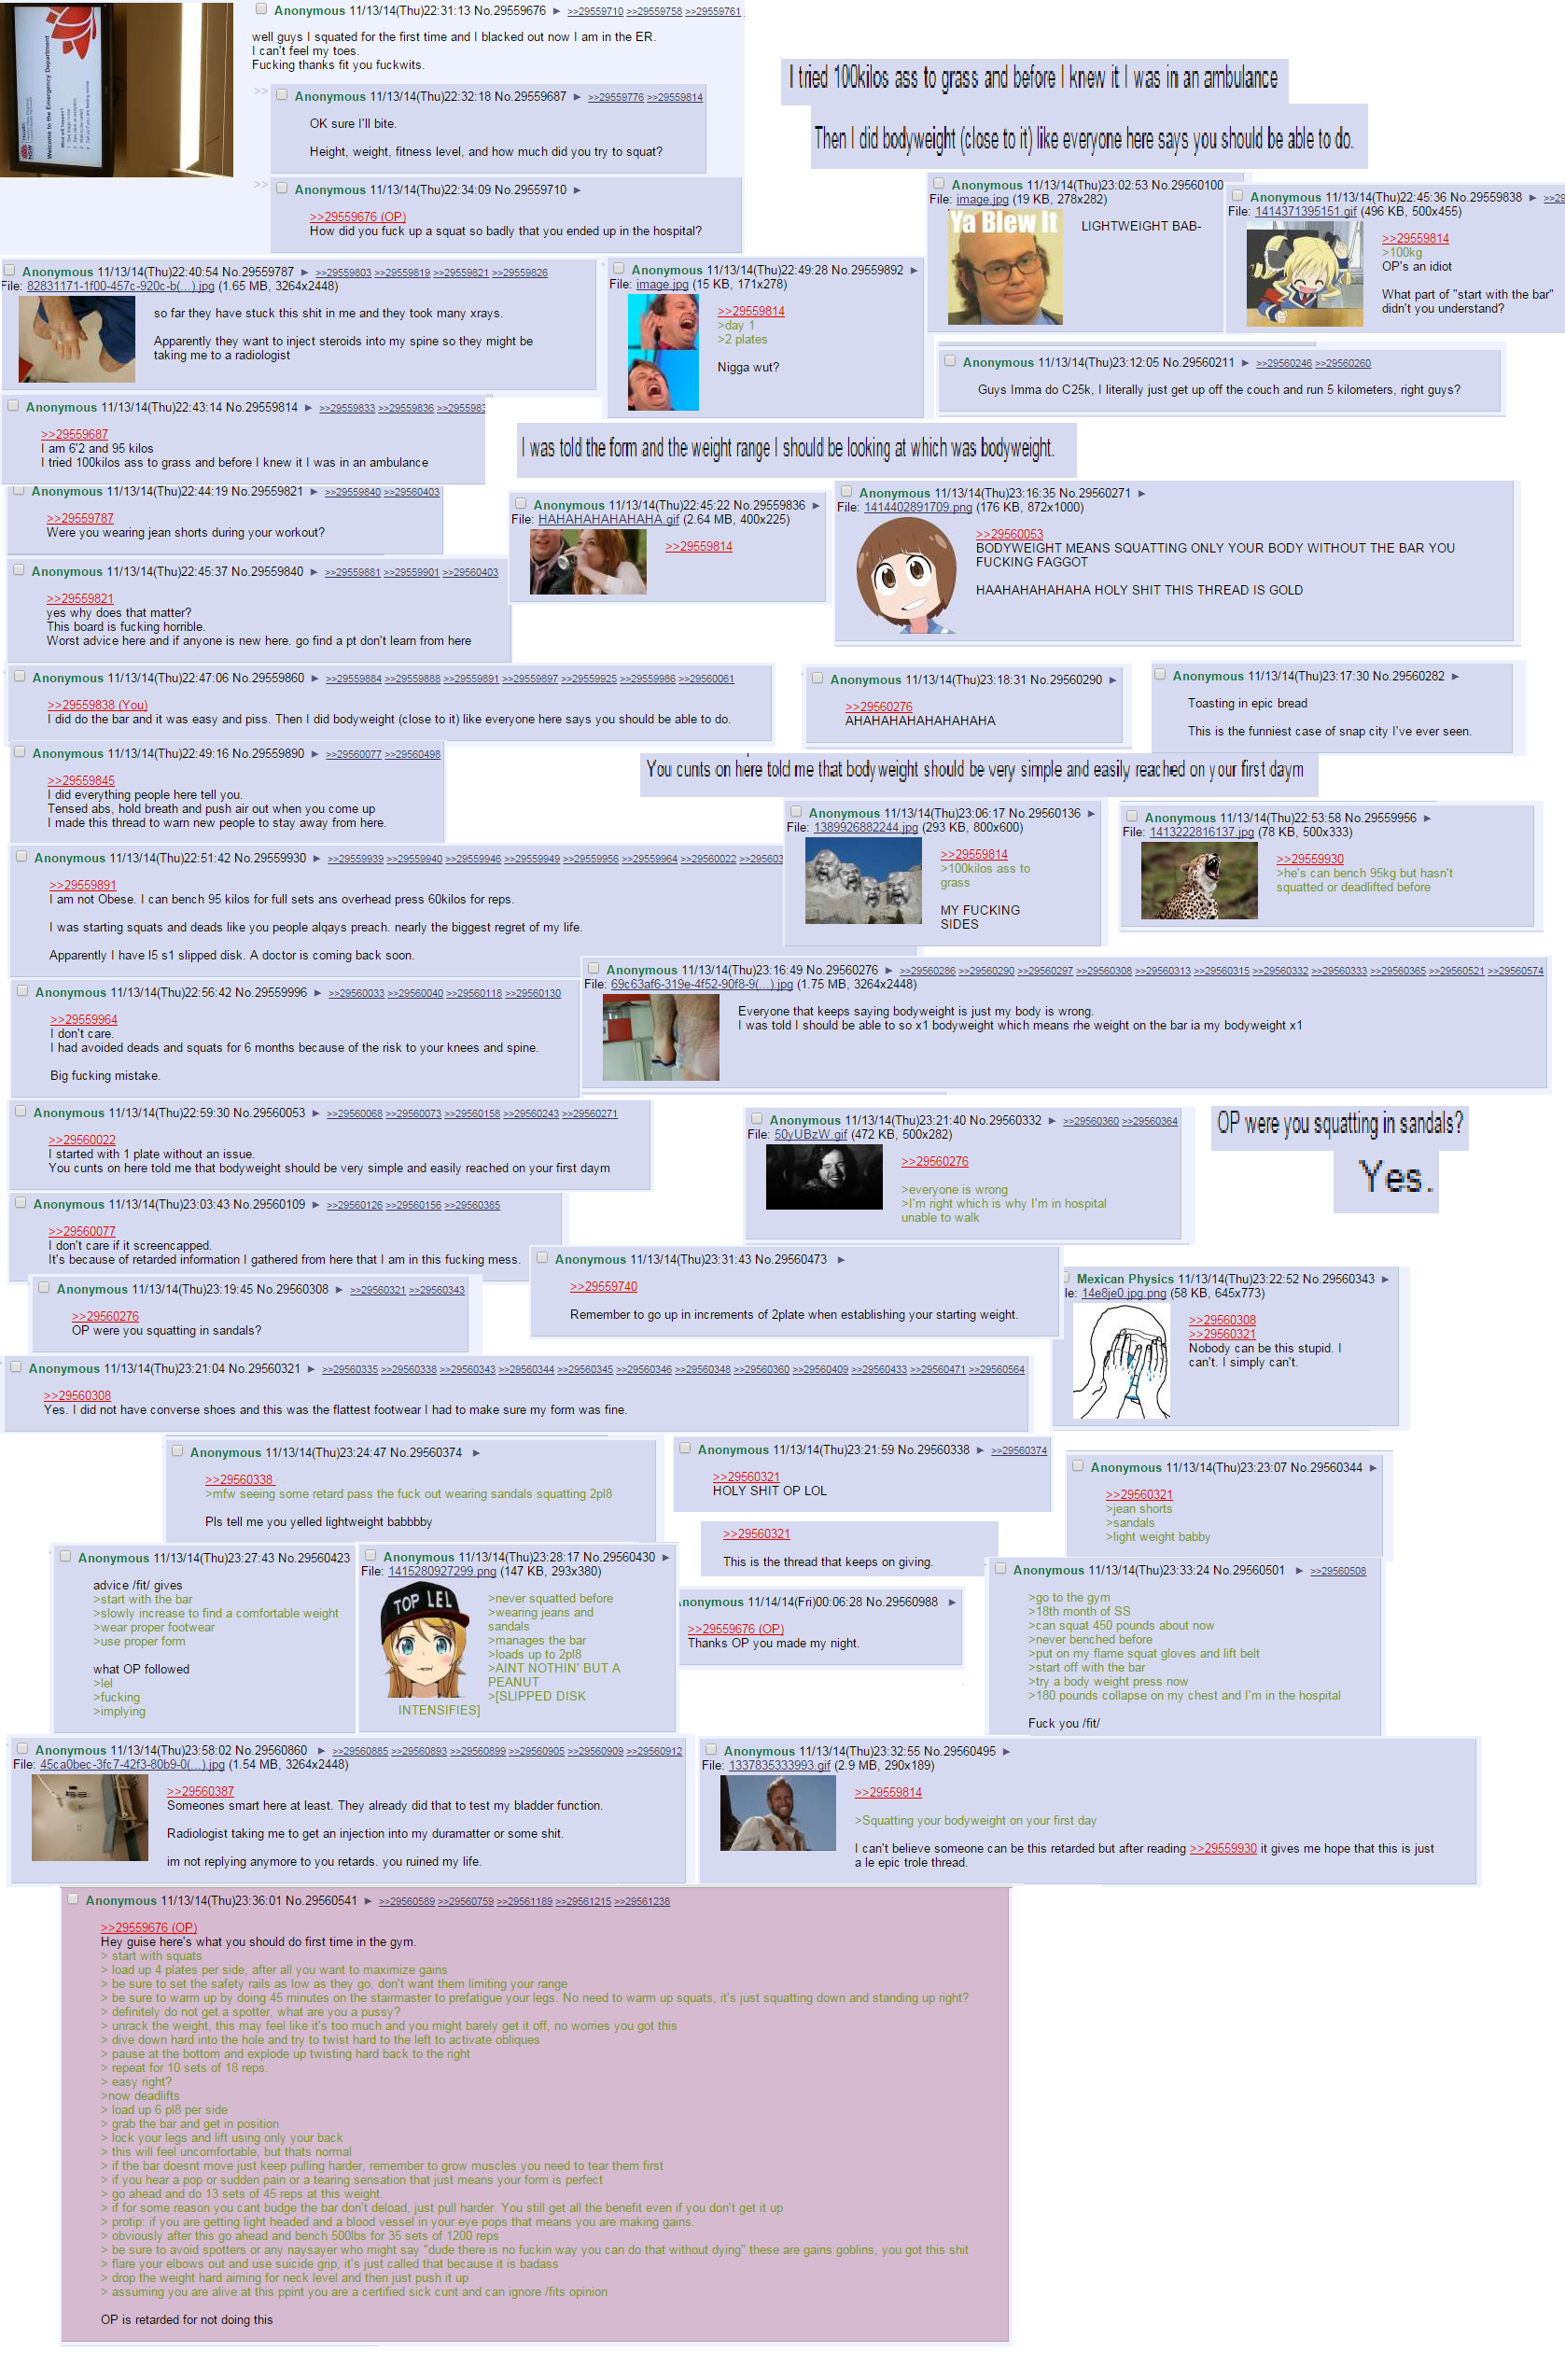 Welcome to the Emergency Department
Anonymous 11/13/14(Thu)22:31:13 No.29559676 ► >>29559710 >>29559758 >>29559761
well guys I squated for the first time and I blacked out now I am in the ER.
I can't feel my toes.
Fucking thanks fit you fuckwits.
>> Anonymous 11/13/14(Thu)22:32:18 No.29559687 ► >>29559776 >>29559814
OK sure I'll bite.
Height, weight, fitness level, and how much did you try to squat?
>> Anonymous 11/13/14(Thu)22:34:09 No.29559710 ►
>>29559676 (OP)
How did you fuck up a squat so badly that you ended up in the hospital?
I tried 100kilos ass to grass and before I knew it I was in an ambulance
Then I did bodyweight (close to it) like everyone here says you should be able to do.
Anonymous 11/13/14(Thu)23:02:53 No.29560100
File: image.jpg (19 KB, 278x282)
Ya Blew It
LIGHTWEIGHT BAB-
Anonymous 11/13/14(Thu)22:45:36 No.29559838 ► >>29
File: 1414371395151.gif (496 KB, 500x455)
>>29559814
>100kg
OP's an idiot
What part of "start with the bar"
didn't you understand?
Anonymous 11/13/14(Thu)22:40:54 No.29559787 ► >>29559803 >>29559819 >>29559821 >>29559826
File: 82831171-1f00-457c-920c-b(...).jpg (1.65 MB, 3264x2448)
so far they have stuck this shit in me and they took many xrays.
Apparently they want to inject steroids into my spine so they might be
taking me to a radiologist
Anonymous 11/13/14(Thu)22:49:28 No.29559892 ►
File: image.jpg (15 KB, 171x278)
>>29559814
>day 1
>2 plates
Nigga wut?
Anonymous 11/13/14(Thu)23:12:05 No.29560211 ► >>29560246 >>29560260
Guys Imma do C25k, I literally just get up off the couch and run 5 kilometers, right guys?
Anonymous 11/13/14(Thu)22:43:14 No.29559814 ► >>29559833 >>29559836 >>2955983
>>29559687
I am 6'2 and 95 kilos
I tried 100kilos ass to grass and before I knew it I was in an ambulance
I was told the form and the weight range I should be looking at which was bodyweight.
Anonymous 11/13/14(Thu)22:44:19 No.29559821 ► >>29559840 >>29560403
>>29559787
Were you wearing jean shorts during your workout?
Anonymous 11/13/14(Thu)22:45:22 No.29559836 ►
File: HAHAHAHAHAHAHA.gif (2.64 MB, 400x225)
>>29559814
Anonymous 11/13/14(Thu)23:16:35 No.29560271 ►
File: 1414402891709.png (176 KB, 872x1000)
>>29560053
BODYWEIGHT MEANS SQUATTING ONLY YOUR BODY WITHOUT THE BAR YOU
FUCKING FAGGOT
HAAHAHAHAHAHA HOLY SHIT THIS THREAD IS GOLD
Anonymous 11/13/14(Thu)22:45:37 No.29559840 ► >>29559881 >>29559901 >>29560403
>>29559821
yes why does that matter?
This board is fucking horrible.
Worst advice here and if anyone is new here. go find a pt don't learn from here
Anonymous 11/13/14(Thu)22:47:06 No.29559860 ► >>29559884 >>29559888 >>29559891 >>29559897 >>29559925 >>29559986 >>29560061
>>29559838 (You)
I did do the bar and it was easy and piss. Then I did bodyweight (close to it) like everyone here says you should be able to do.
Anonymous 11/13/14(Thu)23:18:31 No.29560290 ►
>>29560276
AHAHAHAHAHAHAHAHA
Anonymous 11/13/14(Thu)23:17:30 No.29560282 ►
Toasting in epic bread
This is the funniest case of snap city I've ever seen.
Anonymous 11/13/14(Thu)22:49:16 No.29559890 ► >>29560077 >>29560498
>>29559845
I did everything people here tell you.
Tensed abs, hold breath and push air out when you come up
I made this thread to warn new people to stay away from here.
You cunts on here told me that bodyweight should be very simple and easily reached on your first daym
Anonymous 11/13/14(Thu)23:06:17 No.29560136 ►
File: 1389926882244.jpg (293 KB, 800x600)
>>29559814
>100kilos ass to
grass
MY FUCKING
SIDES
Anonymous 11/13/14(Thu)22:53:58 No.29559956 ►
File: 1413222816137.jpg (78 KB, 500x333)
>>29559930
>he's can bench 95kg but hasn't
squatted or deadlifted before
Anonymous 11/13/14(Thu)22:51:42 No.29559930 ► >>29559939 >>29559940 >>29559946 >>29559949 >>29559956 >>29559964 >>29560022 >>295603
>>29559891
I am not Obese. I can bench 95 kilos for full sets ans overhead press 60kilos for reps.
I was starting squats and deads like you people alqays preach. nearly the biggest regret of my life.
Apparently I have l5 s1 slipped disk. A doctor is coming back soon.
Anonymous 11/13/14(Thu)22:56:42 No.29559996 ► >>29560033 >>29560040 >>29560118 >>29560130
>>29559964
I don't care.
I had avoided deads and squats for 6 months because of the risk to your knees and spine.
Big fucking mistake.
Anonymous 11/13/14(Thu)23:16:49 No.29560276 ► >>29560286 >>29560290 >>29560297 >>29560308 >>29560313 >>29560315 >>29560332 >>29560333 >>29560365 >>29560521 >>29560574
File: 69c63af6-319e-4f52-90f8-9(...).jpg (1.75 MB, 3264x2448)
Everyone that keeps saying bodyweight is just my body is wrong.
I was told I should be able to so x1 bodyweight which means rhe weight on the bar ia my bodyweight x1
Anonymous 11/13/14(Thu)22:59:30 No.29560053 ► >>29560068 >>29560073 >>29560158 >>29560243 >>29560271
>>29560022
I started with 1 plate without an issue.
You cunts on here told me that bodyweight should be very simple and easily reached on your first daym
Anonymous 11/13/14(Thu)23:21:40 No.29560332 ► >>29560360 >>29560364
File: 50yUBzW.gif (472 KB, 500x282)
>>29560276
>everyone is wrong
>I'm right which is why I'm in hospital
unable to walk
OP were you squatting in sandals?
Yes.
Anonymous 11/13/14(Thu)23:03:43 No.29560109 ► >>29560126 >>29560156 >>29560385
>>29560077
I don't care if it screencapped.
It's because of retarded information I gathered from here that I am in this fucking mess.
Anonymous 11/13/14(Thu)23:31:43 No.29560473 ►
>>29559740
Remember to go up in increments of 2plate when establishing your starting weight.
Anonymous 11/13/14(Thu)23:19:45 No.29560308 ► >>29560321 >>29560343
>>29560276
OP were you squatting in sandals?
Mexican Physics 11/13/14(Thu)23:22:52 No.29560343 ►
le: 14e8je0.jpg.png (58 KB, 645x773)
>>29560308
>>29560321
Nobody can be this stupid. I
can't. I simply can't.
Anonymous 11/13/14(Thu)23:21:04 No.29560321 ► >>29560335 >>29560338 >>29560343 >>29560344 >>29560345 >>29560346 >>29560348 >>29560360 >>29560409 >>29560433 >>29560471 >>29560564
>>29560308
Yes. I did not have converse shoes and this was the flattest footwear I had to make sure my form was fine.
Anonymous 11/13/14(Thu)23:24:47 No.29560374 ►
>>29560338
>mfw seeing some retard pass the fuck out wearing sandals squatting 2pl8
Pls tell me you yelled lightweight babbbby
Anonymous 11/13/14(Thu)23:21:59 No.29560338 ► >>29560374
>>29560321
HOLY SHIT OP LOL
Anonymous 11/13/14(Thu)23:23:07 No.29560344 ►
>>29560321
>jean shorts
>sandals
>light weight babby
>>29560321
This is the thread that keeps on giving.
Anonymous 11/13/14(Thu)23:27:43 No.29560423
advice /fit/ gives
>start with the bar
>slowly increase to find a comfortable weight
>wear proper footwear
>use proper form
what OP followed
>lel
>fucking
>implying
Anonymous 11/13/14(Thu)23:28:17 No.29560430 ►
File: 1415280927299.png (147 KB, 293x380)
TOP LEL
>never squatted before
>wearing jeans and
sandals
>manages the bar
>loads up to 2pl8
>AINT NOTHIN' BUT A
PEANUT
>[SLIPPED DISK
INTENSIFIES]
Anonymous 11/14/14(Fri)00:06:28 No.29560988 ►
>>29559676 (OP)
Thanks OP you made my night.
Anonymous 11/13/14(Thu)23:33:24 No.29560501 ► >>29560508
>go to the gym
>18th month of SS
>can squat 450 pounds about now
>never benched before
>put on my flame squat gloves and lift belt
>start off with the bar
>try a body weight press now
>180 pounds collapse on my chest and I'm in the hospital
Fuck you /fit/
Anonymous 11/13/14(Thu)23:58:02 No.29560860 ► >>29560885 >>29560893 >>29560899 >>29560905 >>29560909 >>29560912
File: 45ca0bec-3fc7-42f3-80b9-0(...).jpg (1.54 MB, 3264x2448)
>>29560387
Someones smart here at least. They already did that to test my bladder function.
Radiologist taking me to get an injection into my duramatter or some shit.
im not replying anymore to you retards. you ruined my life.
Anonymous 11/13/14(Thu)23:32:55 No.29560495 ►
File: 1337835333993.gif (2.9 MB, 290x189)
>>29559814
>Squatting your bodyweight on your first day
I can't believe someone can be this retarded but after reading >>29559930 it gives me hope that this is just
a le epic trole thread.
Anonymous 11/13/14(Thu)23:36:01 No.29560541 ► >>29560589 >>29560759 >>29561189 >>29561215 >>29561238
>>29559676 (OP)
Hey guise here's what you should do first time in the gym.
> start with squats
> load up 4 plates per side, after all you want to maximize gains
> be sure to set the safety rails as low as they go, don't want them limiting your range
> be sure to warm up by doing 45 minutes on the stairmaster to prefatigue your legs. No need to warm up squats, it's just squatting down and standing up right?
> definitely do not get a spotter, what are you a pussy?
> unrack the weight, this may feel like it's too much and you might barely get it off, no worries you got this
> dive down hard into the hole and try to twist hard to the left to activate obliques
> pause at the bottom and explode up twisting hard back to the right
> repeat for 10 sets of 18 reps.
> easy right?
>now deadlifts
> load up 6 pl8 per side
> grab the bar and get in position
> lock your legs and lift using only your back
> this will feel uncomfortable, but thats normal
> if the bar doesnt move just keep pulling harder, remember to grow muscles you need to tear them first
> if you hear a pop or sudden pain or a tearing sensation that just means your form is perfect
> go ahead and do 13 sets of 45 reps at this weight.
> if for some reason you cant budge the bar don't deload, just pull harder. You still get all the benefit even if you don't get it up
> protip: if you are getting light headed and a blood vessel in your eye pops that means you are making gains.
> obviously after this go ahead and bench 500lbs for 35 sets of 1200 reps
> be sure to avoid spotters or any naysayer who might say "dude there is no fuckin way you can do that without dying" these are gains goblins, you got this shit
> flare your elbows out and use suicide grip, it's just called that because it is badass
> drop the weight hard aiming for neck level and then just push it up
> assuming you are alive at this ppint you are a certified sick cunt and can ignore /fits opinion
OP is retarded for not doing this